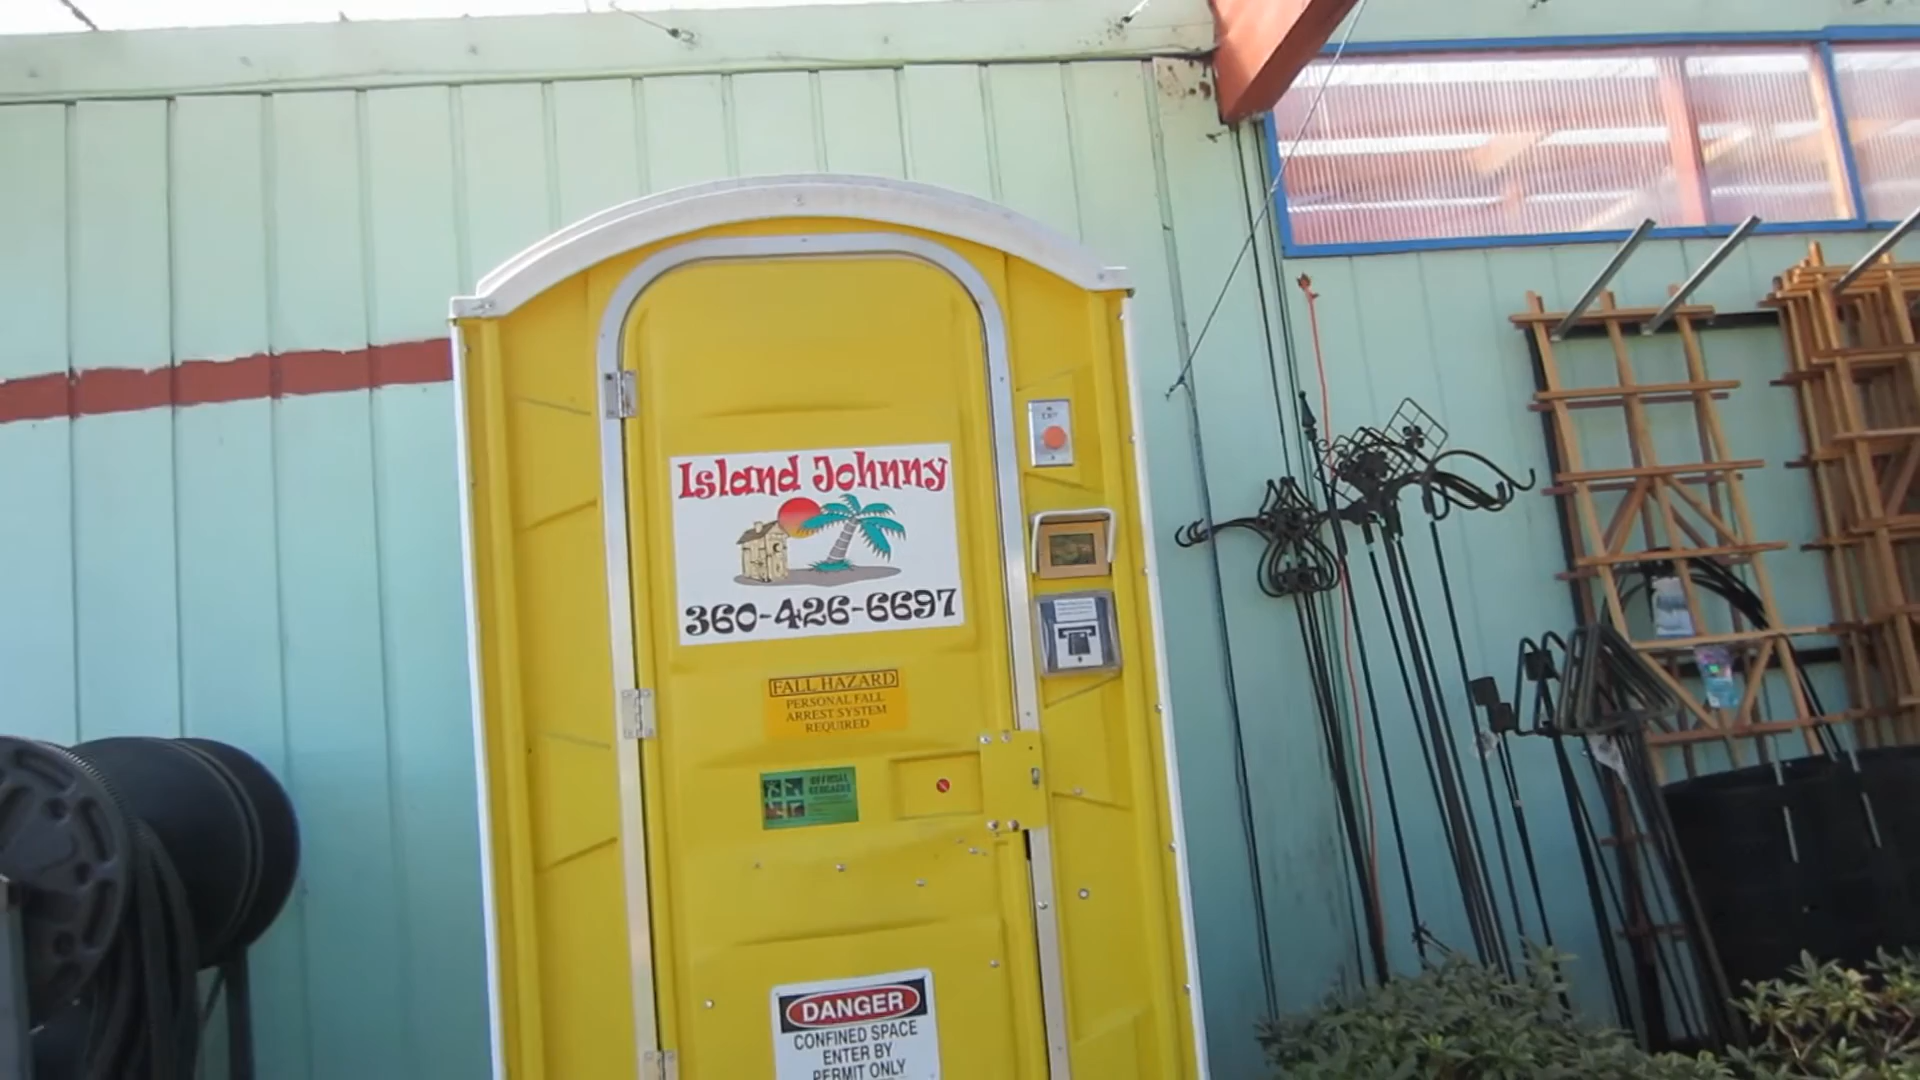 Island Johnny
360-426-6697
FALL HAZARD
PERSONAL FALL
ARREST SYSTEM
REQUIRED
OFFICIAL
GEOCACHE
DANGER
CONFINED SPACE
ENTER BY
PERMIT ONLY